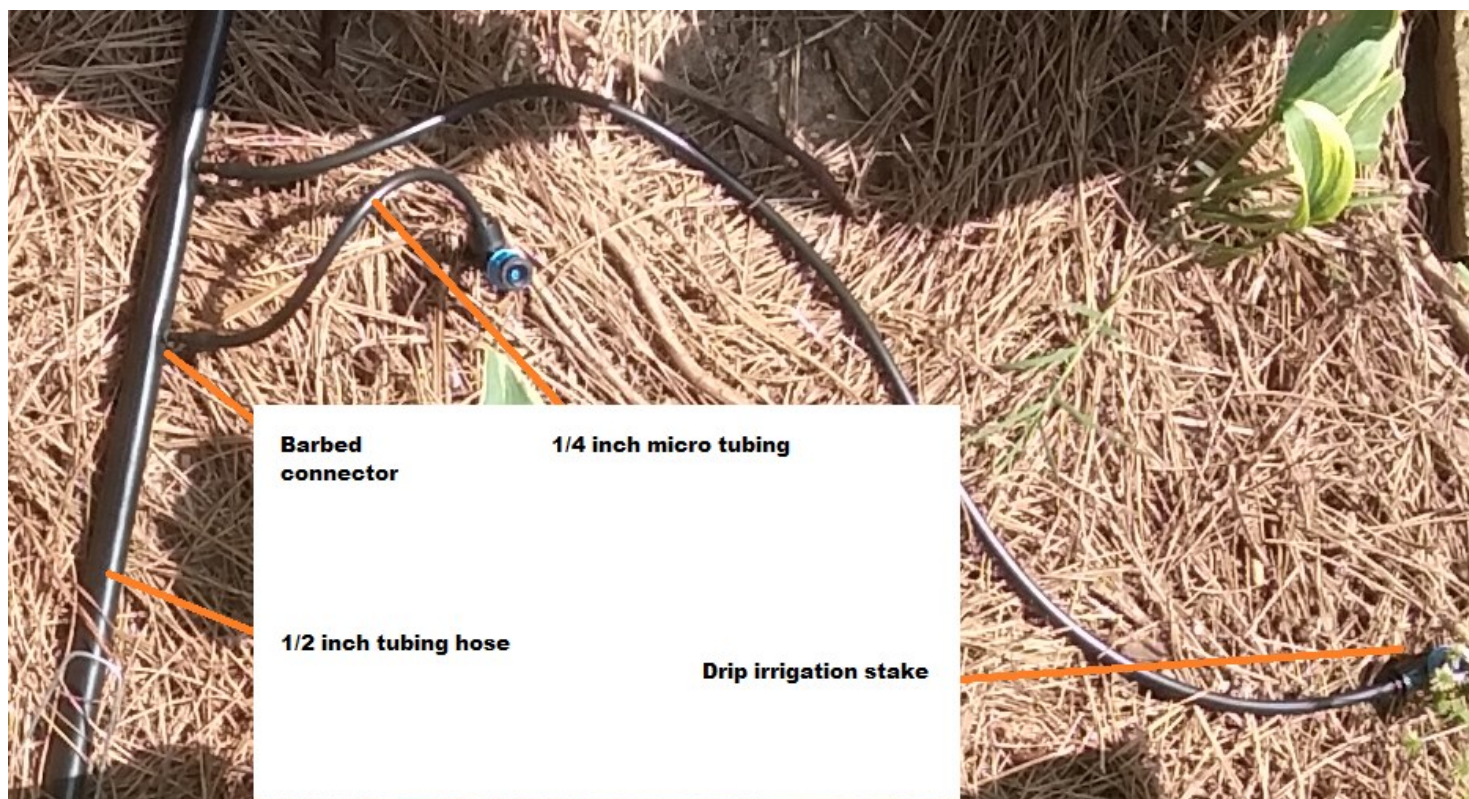 Barbed
connector
1/4 inch micro tubing
1/2 inch tubing hose
Drip irrigation stake